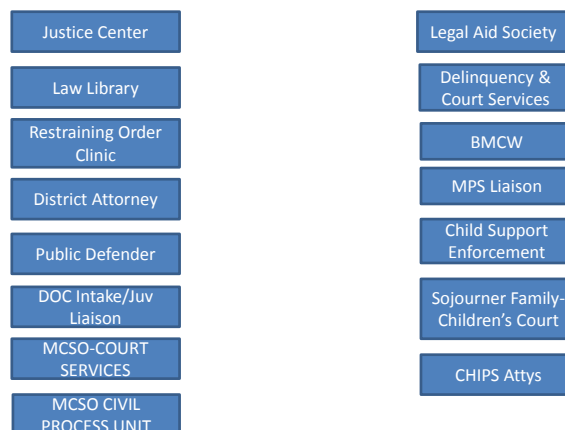 Justice Center
Law Library
Restraining Order
Clinic
District Attorney
Public Defender
DOC Intake/Juv
Liaison
MCSO-COURT
SERVICES
MCSO CIVIL
PROCESS UNIT
Legal Aid Society
Delinquency &
Court Services
BMCW
MPS Liaison
Child Support
Enforcement
Sojourner Family-
Children's Court
CHIPS Attys